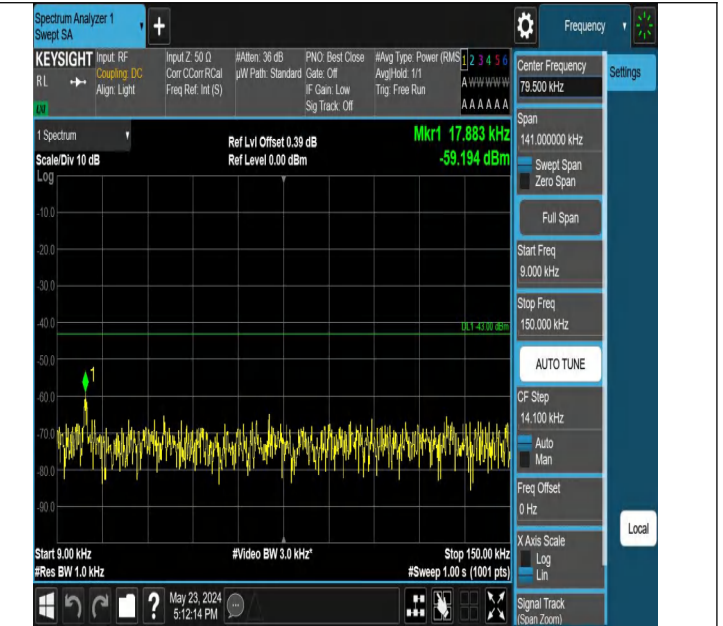 Spectrum Analyzer 1
Swept SA
+
Frequency
KEYSIGHT
RL
LXI
Input: RF
Coupling: DC
Align: Light
Input Z: 50 Ω
Corr CCorr RCal
Freq Ref: Int (S)
#Atten: 36 dB
µW Path: Standard
PNO: Best Close
Gate: Off
IF Gain: Low
Sig Track: Off
#Avg Type: Power (RMS
Avg|Hold: 1/1
Trig: Free Run
1 2 3 4 5 6
A W W W W W
A A A A A A
1 Spectrum
Scale/Div 10 dB
Ref Lvl Offset 0.39 dB
Ref Level 0.00 dBm
Mkr1 17.883 kHz
-59.194 dBm
Log
-10.0
-20.0
-30.0
-40.0
-50.0
-60.0
-70.0
-80.0
-90.0
DL1 -43.00 dBm
1
Start 9.00 kHz
#Res BW 1.0 kHz
#Video BW 3.0 kHz*
Stop 150.00 kHz
#Sweep 1.00 s (1001 pts)
?
May 23, 2024
5:12:14 PM
Center Frequency
79.500 kHz
Settings
Span
141.000000 kHz
Swept Span
Zero Span
Full Span
Start Freq
9.000 kHz
Stop Freq
150.000 kHz
AUTO TUNE
CF Step
14.100 kHz
Auto
Man
Freq Offset
0 Hz
X Axis Scale
Log
Lin
Signal Track
(Span Zoom)
Local